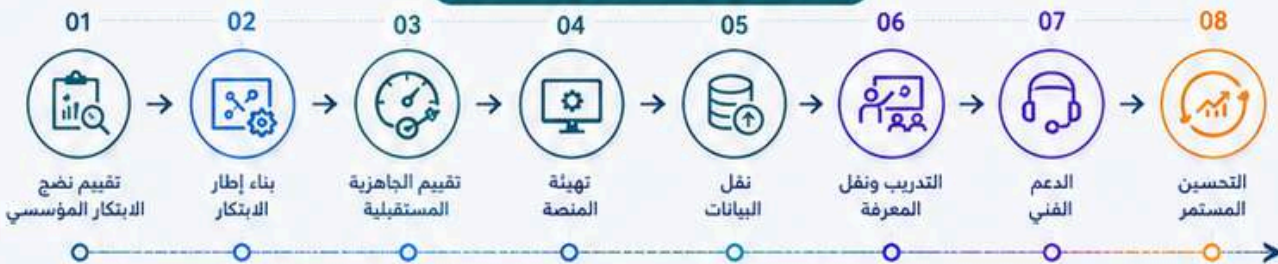 01
02
03
04
05
06
07
08
تقييم نضج
الابتكار المؤسسي
بناء إطار
الابتكار
تقييم الجاهزية
المستقبلية
تهيئة
المنصة
نقل
البيانات
التدريب ونقل
المعرفة
الدعم
الفني
التحسين
المستمر